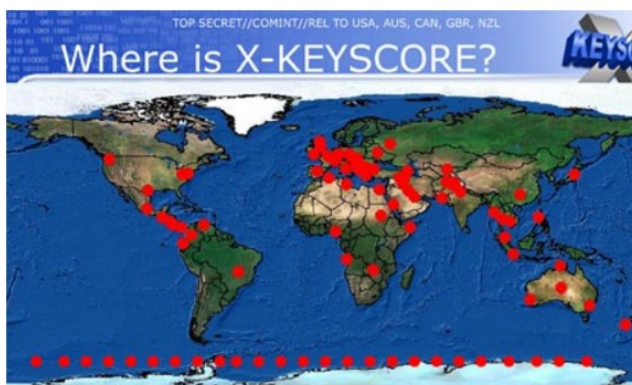 TOP SECRET//COMINT//REL TO USA, AUS, CAN, GBR, NZL
Where is X-KEYSCORE?